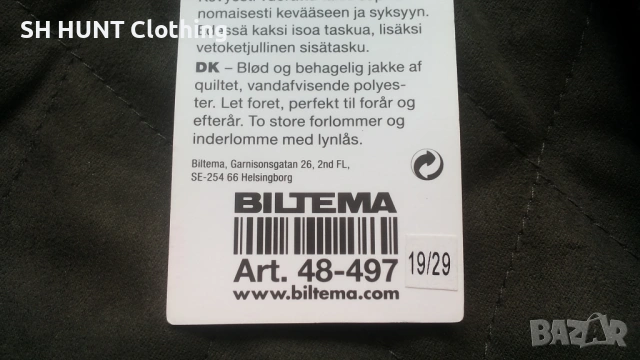 SH HUNT Clothing
nomaisesti kevääseen ja syksyyn.
Edessä kaksi isoa taskua, lisäksi
vetoketjullinen sisätasku.
DK – Blød og behagelig jakke af
quiltet, vandafvisende polyes-
ter. Let foret, perfekt til forår og
efterår. To store forlommer og
inderlomme med lynlås.
Biltema, Garnisonsgatan 26, 2nd FL,
SE-254 66 Helsingborg
BILTEMA
Art. 48-497
19/29
www.biltema.com
BAZAR